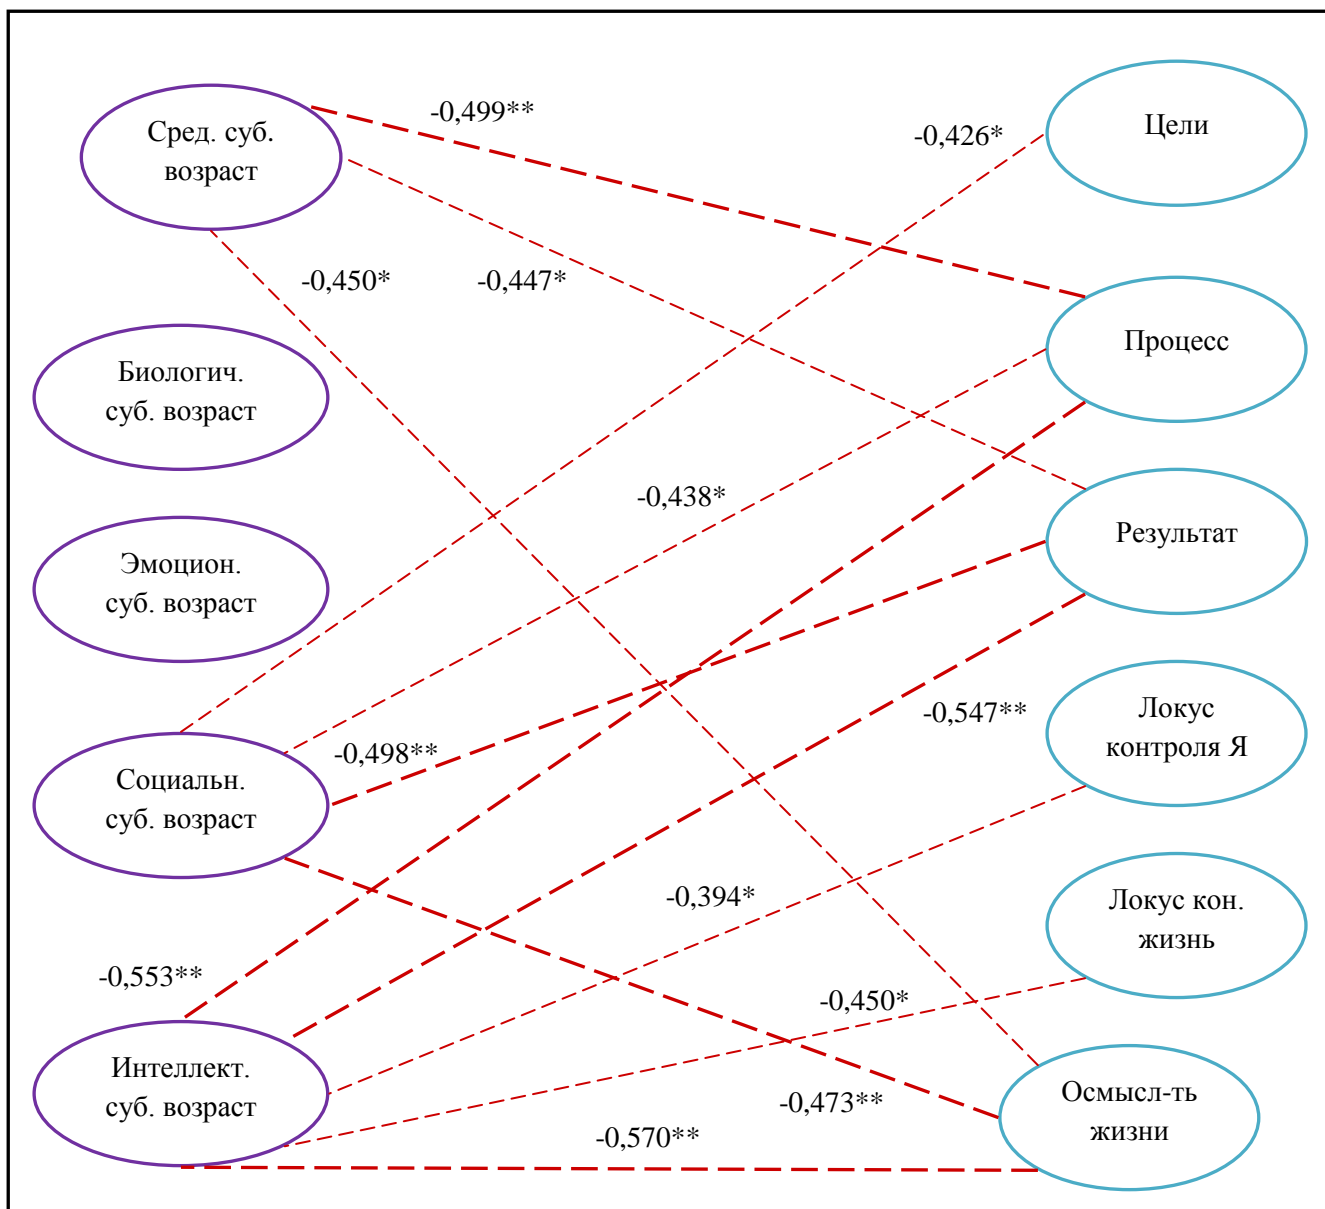 Сред. суб.
возраст
-0,499**
-0,426*
Цели
-0,450*
-0,447*
Биологич.
суб. возраст
Процесс
-0,438*
Эмоцион.
суб. возраст
Результат
Социальн.
суб. возраст
-0,498**
-0,547**
Локус
контроля Я
-0,394*
Локус кон.
жизнь
-0,553**
-0,450*
Интеллект.
суб. возраст
-0,473**
-0,570**
Осмысл-ть
жизни